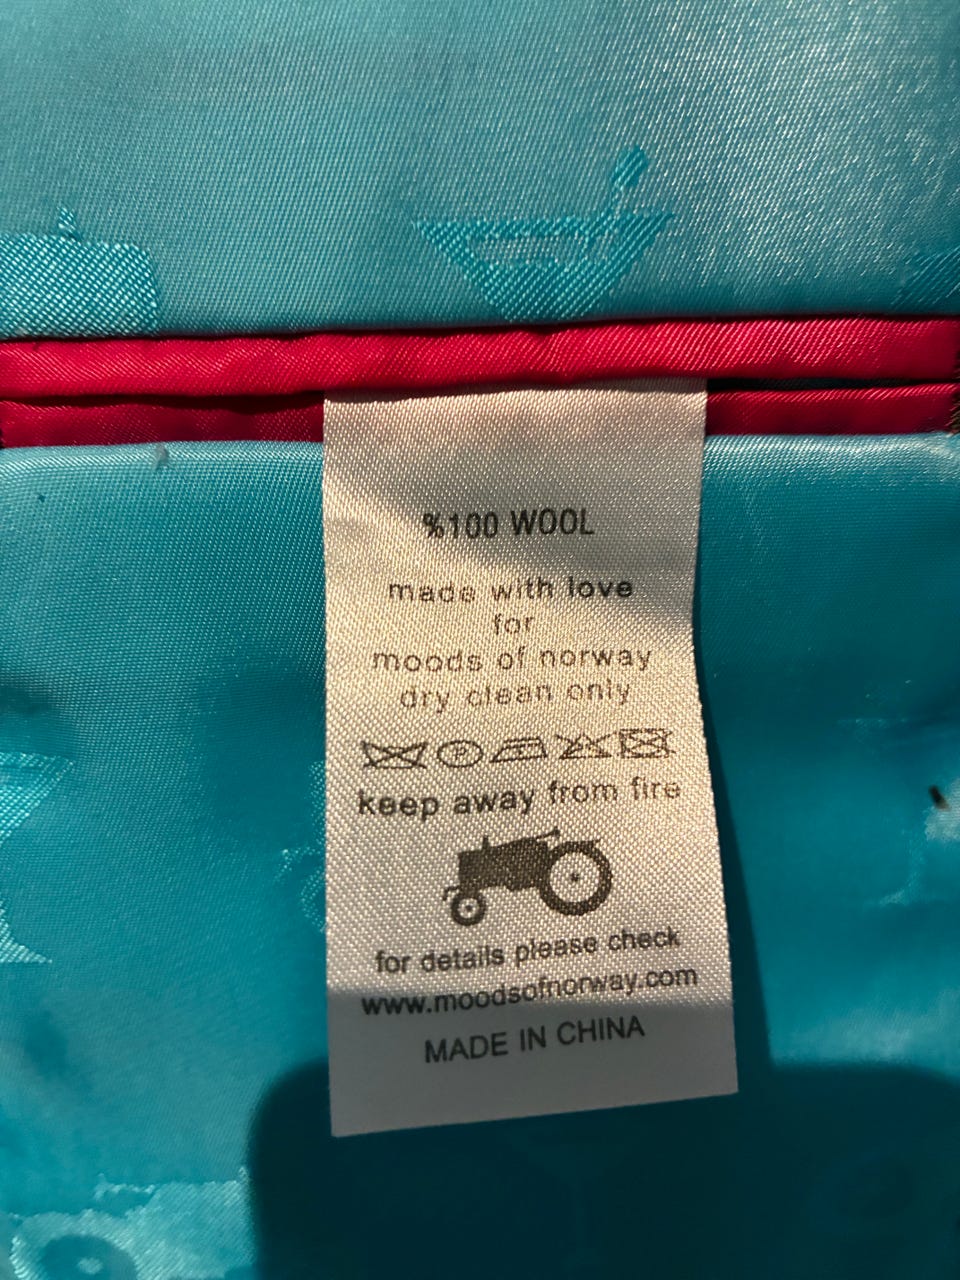 %100 WOOL
made with love
for
moods of norway
dry clean only
keep away from fire
for details please check
www.moodsofnorway.com
MADE IN CHINA